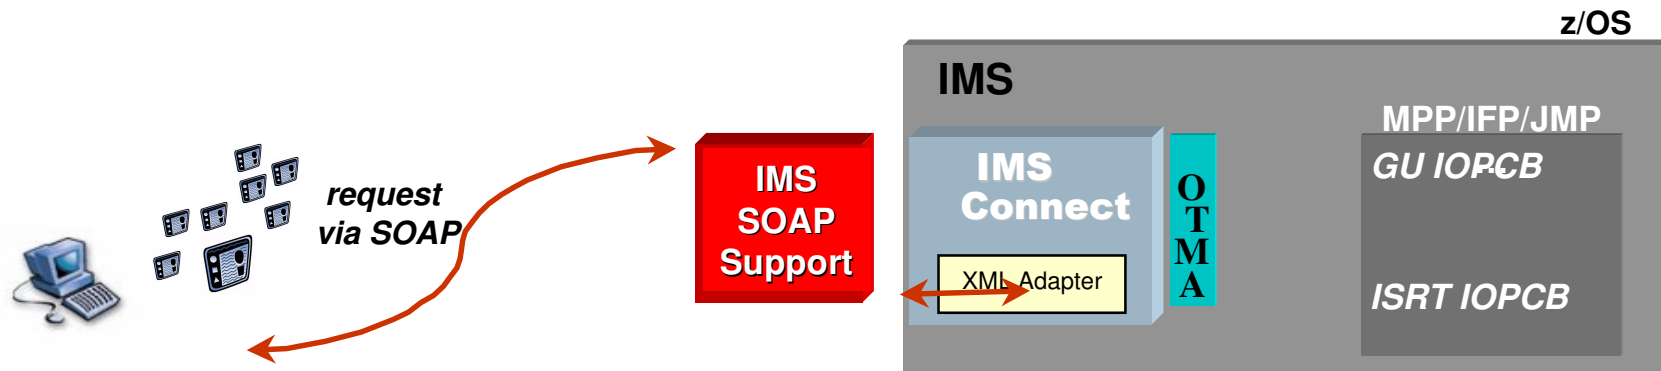 z/OS
IMS
MPP/IFP/JMP
request
via SOAP
IMS
SOAP
Support
IMS
Connect
XML Adapter
O
T
M
A
GU IOPCB
ISRT IOPCB